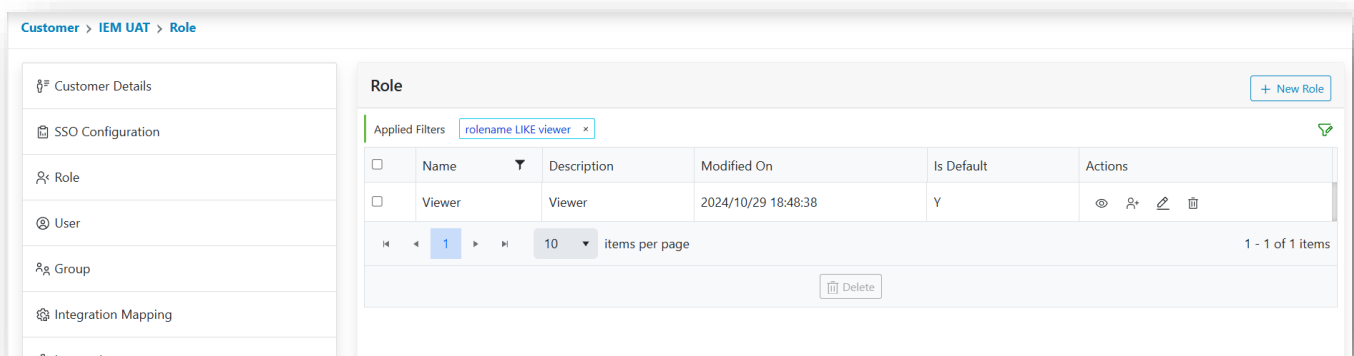 Customer > IEM UAT > Role
Customer Details
SSO Configuration
Role
User
Group
Integration Mapping
Role
+ New Role
Applied Filters rolename LIKE viewer ×
Name Description Modified On Is Default Actions
Viewer Viewer 2024/10/29 18:48:38 Y
1 10 items per page 1 - 1 of 1 items
Delete